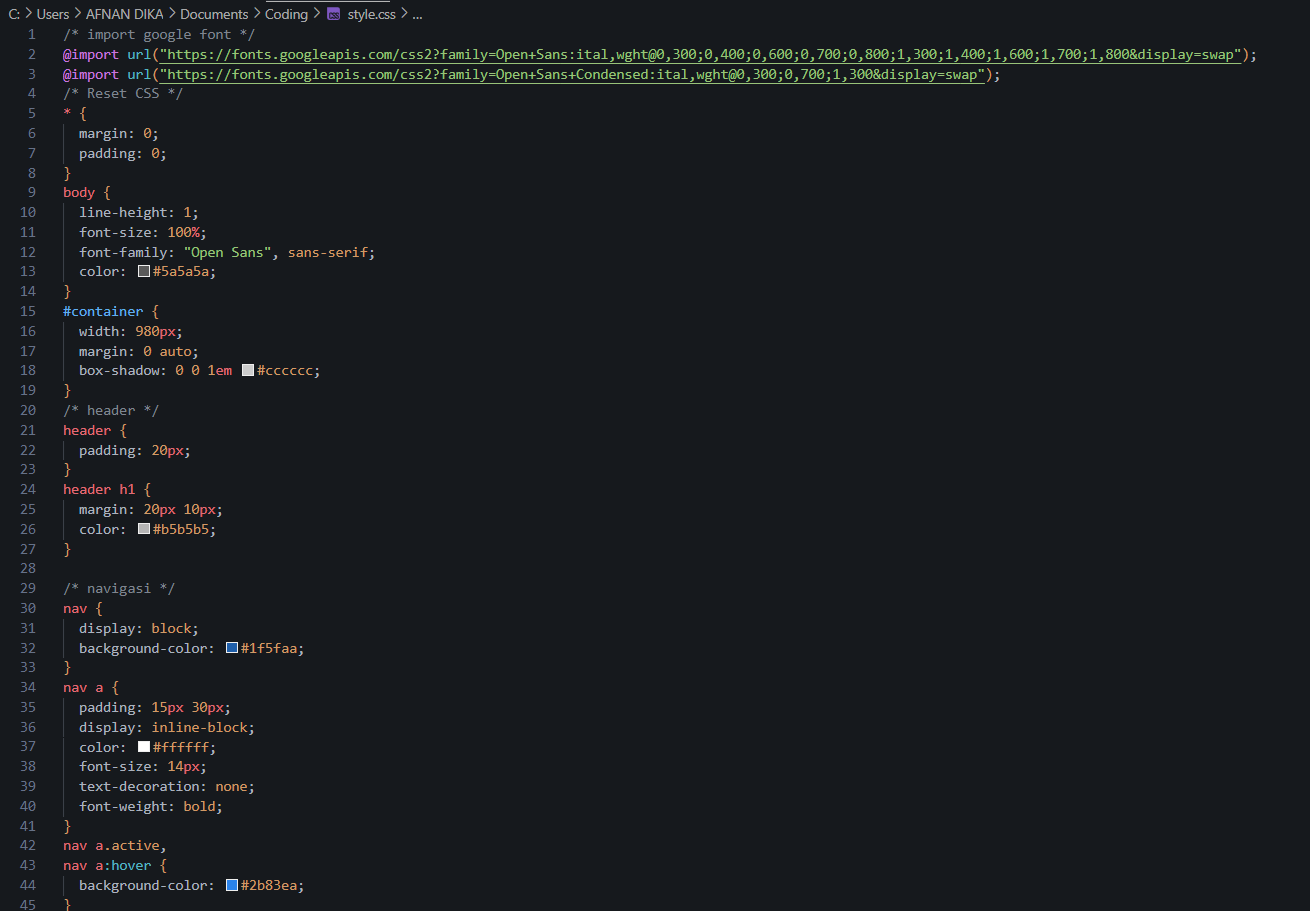 C: > Users > AFNAN DIKA > Documents > Coding > style.css > ...
1 /* import google font */
2 @import url("https://fonts.googleapis.com/css2?family=Open+Sans:ital,wght@0,300;0,400;0,600;0,700;0,800;1,300;1,400;1,600;1,700;1,800&display=swap");
3 @import url("https://fonts.googleapis.com/css2?family=Open+Sans+Condensed:ital,wght@0,300;0,700;1,300&display=swap");
4 /* Reset CSS */
5 * {
6   margin: 0;
7   padding: 0;
8 }
9 body {
10   line-height: 1;
11   font-size: 100%;
12   font-family: "Open Sans", sans-serif;
13   color: #5a5a5a;
14 }
15 #container {
16   width: 980px;
17   margin: 0 auto;
18   box-shadow: 0 0 1em #cccccc;
19 }
20 /* header */
21 header {
22   padding: 20px;
23 }
24 header h1 {
25   margin: 20px 10px;
26   color: #b5b5b5;
27 }
28
29 /* navigasi */
30 nav {
31   display: block;
32   background-color: #1f5faa;
33 }
34 nav a {
35   padding: 15px 30px;
36   display: inline-block;
37   color: #ffffff;
38   font-size: 14px;
39   text-decoration: none;
40   font-weight: bold;
41 }
42 nav a.active,
43 nav a:hover {
44   background-color: #2b83ea;
45 }